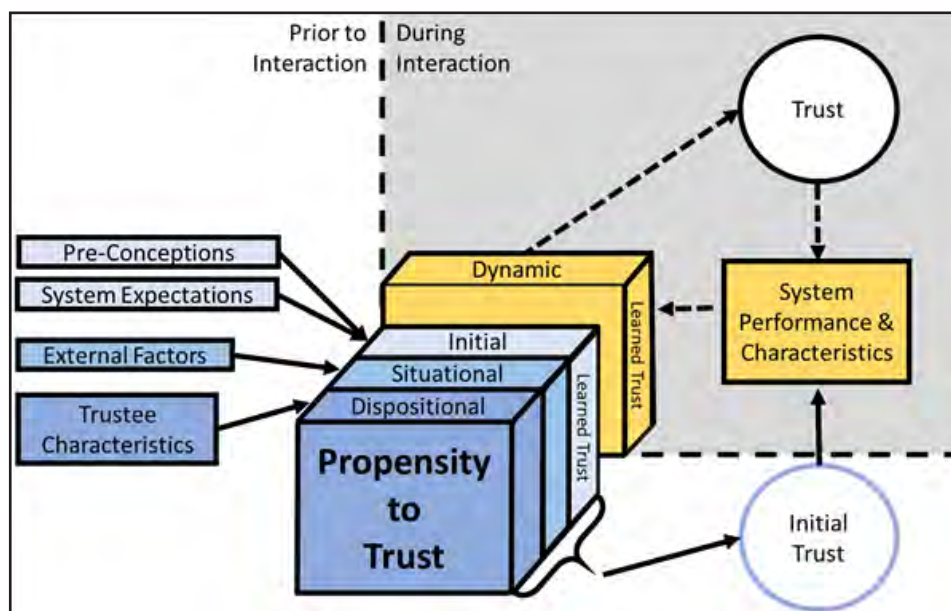 Prior to
Interaction
During
Interaction
Trust
Pre-Conceptions
System Expectations
External Factors
Trustee
Characteristics
Dynamic
Learned Trust
Initial
Situational
Dispositional
Learned Trust
Propensity
to
Trust
System
Performance &
Characteristics
Initial
Trust